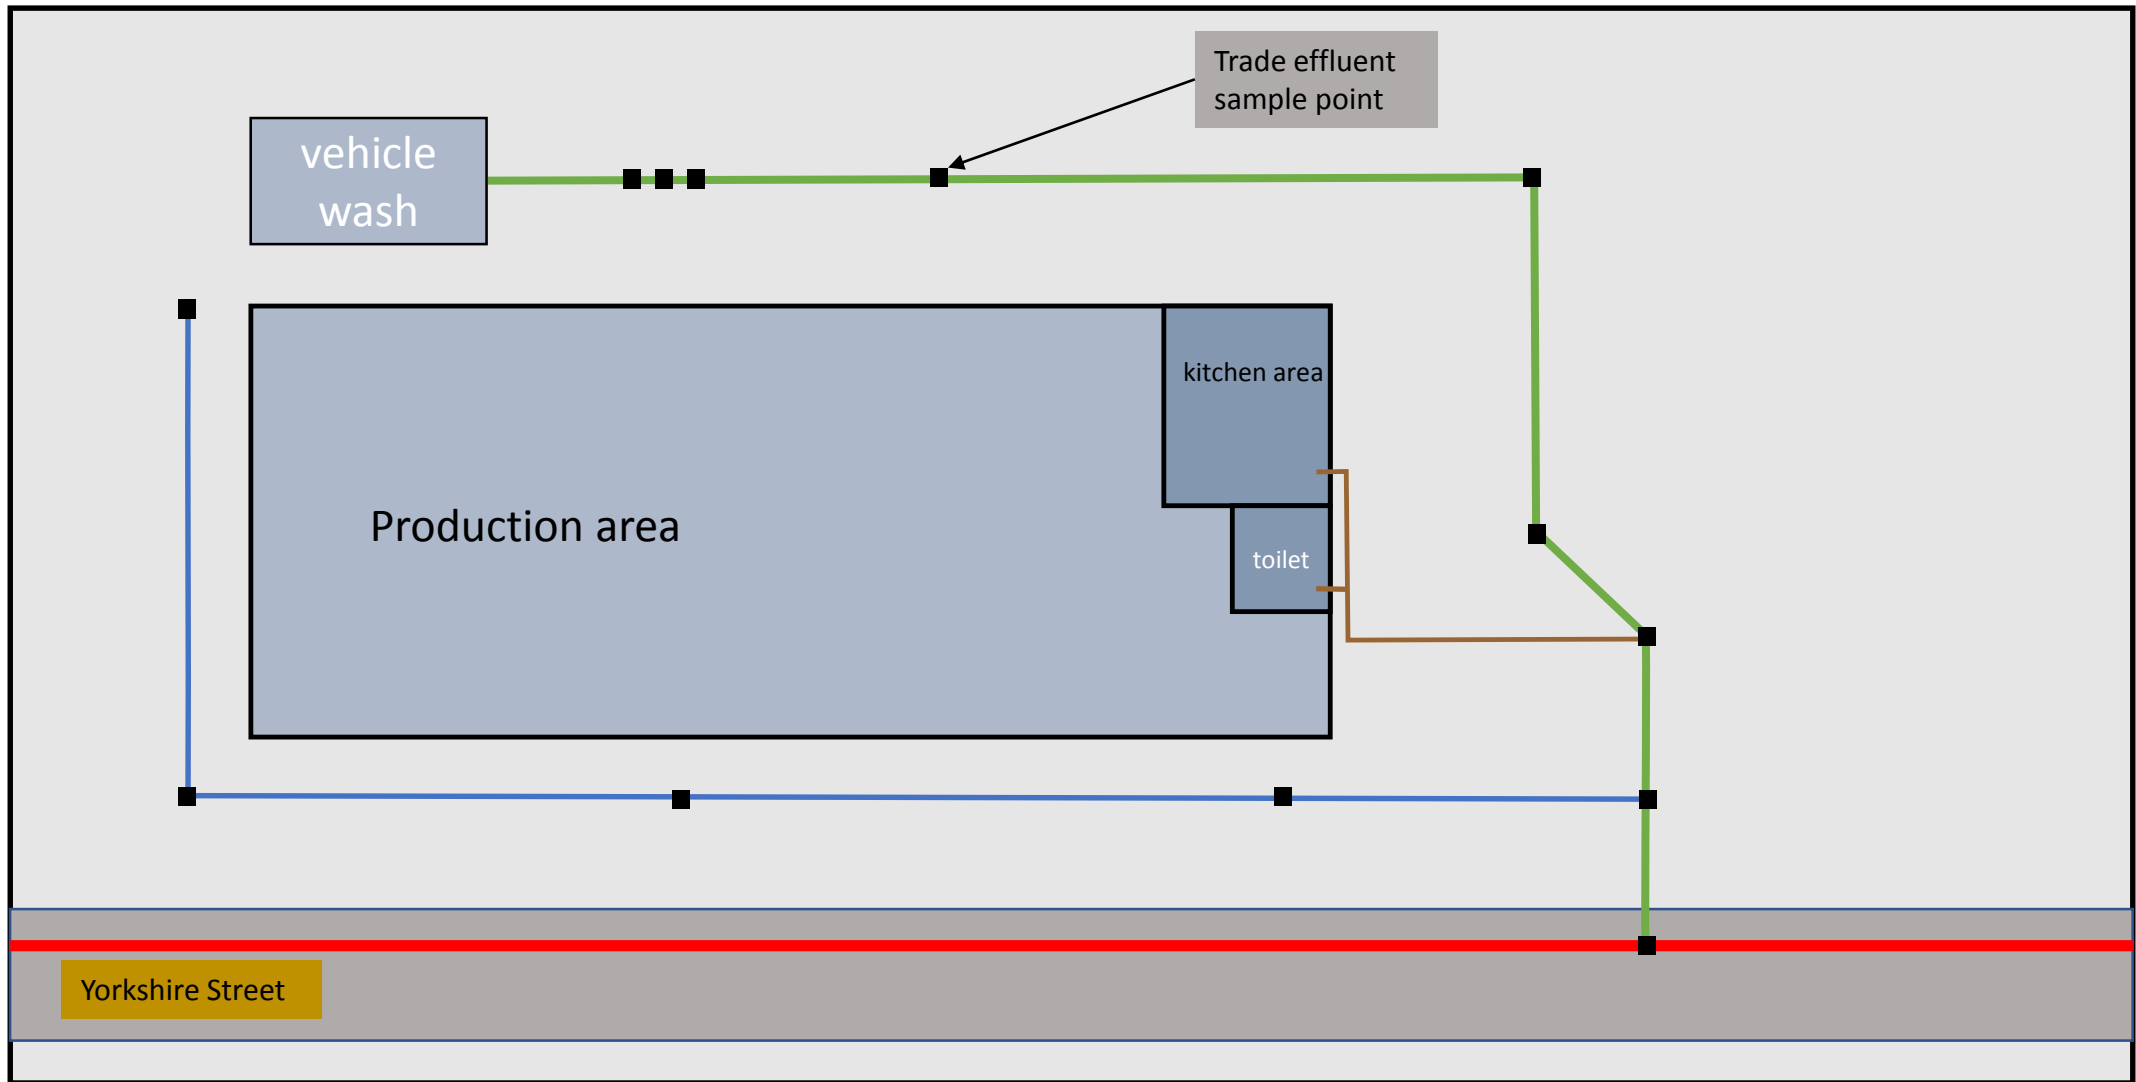 Trade effluent
sample point
vehicle
wash
kitchen area
Production area
toilet
Yorkshire Street